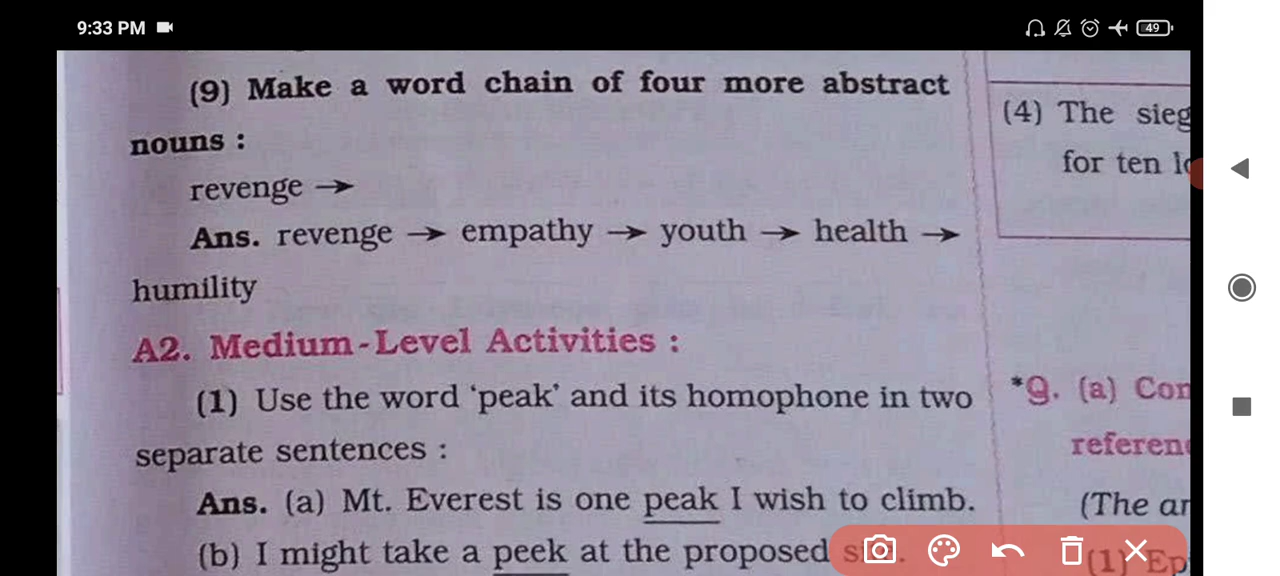 9:33 PM
49
(9) Make a word chain of four more abstract
nouns :
revenge →
Ans. revenge → empathy → youth → health →
humility
A2. Medium-Level Activities :
(1) Use the word ‘peak’ and its homophone in two
separate sentences :
Ans. (a) Mt. Everest is one peak I wish to climb.
(b) I might take a peek at the proposed
(4) The
for ten
*9. (a)
(The
(1)